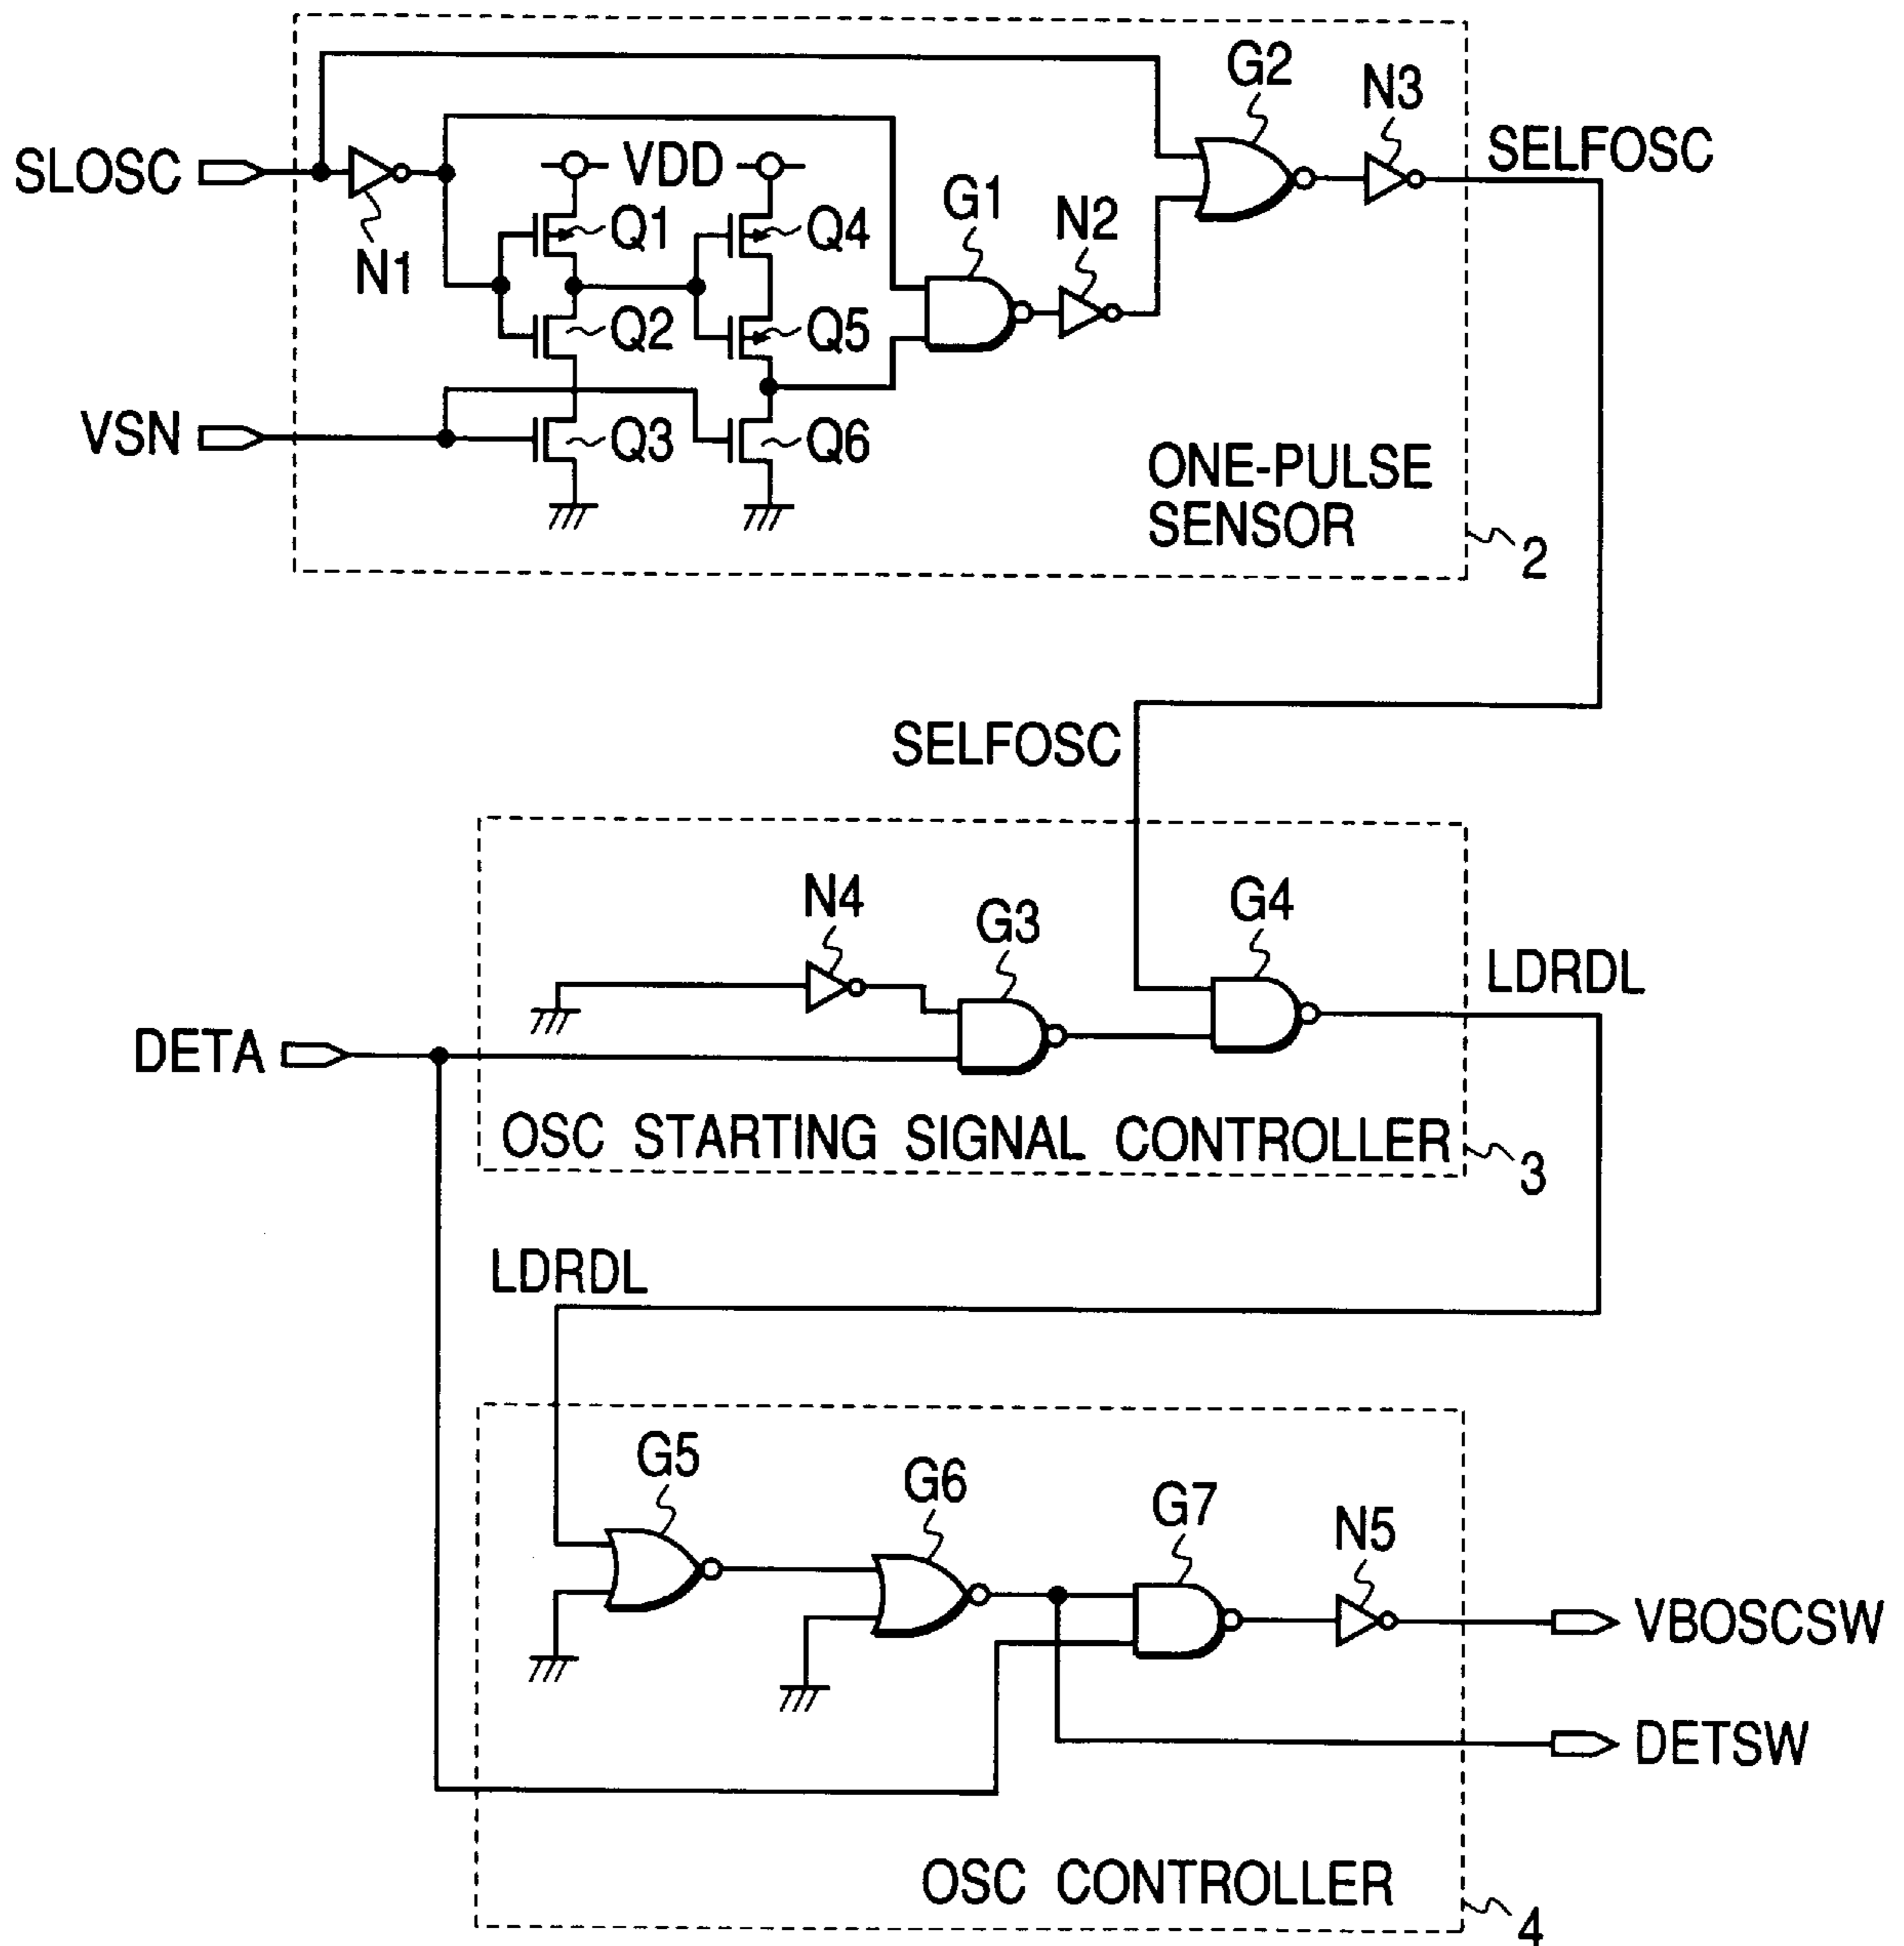 G2
N3
SELFOSC
SLOSC
VDD
G1
N2
Q1
Q4
N1
Q2
Q5
VSN
Q3
Q6
ONE-PULSE
SENSOR
2
SELFOSC
N4
G3
G4
LDRDL
DETA
OSC STARTING SIGNAL CONTROLLER
3
LDRDL
G5
G6
G7
N5
VBOSCSW
DETSW
OSC CONTROLLER
4